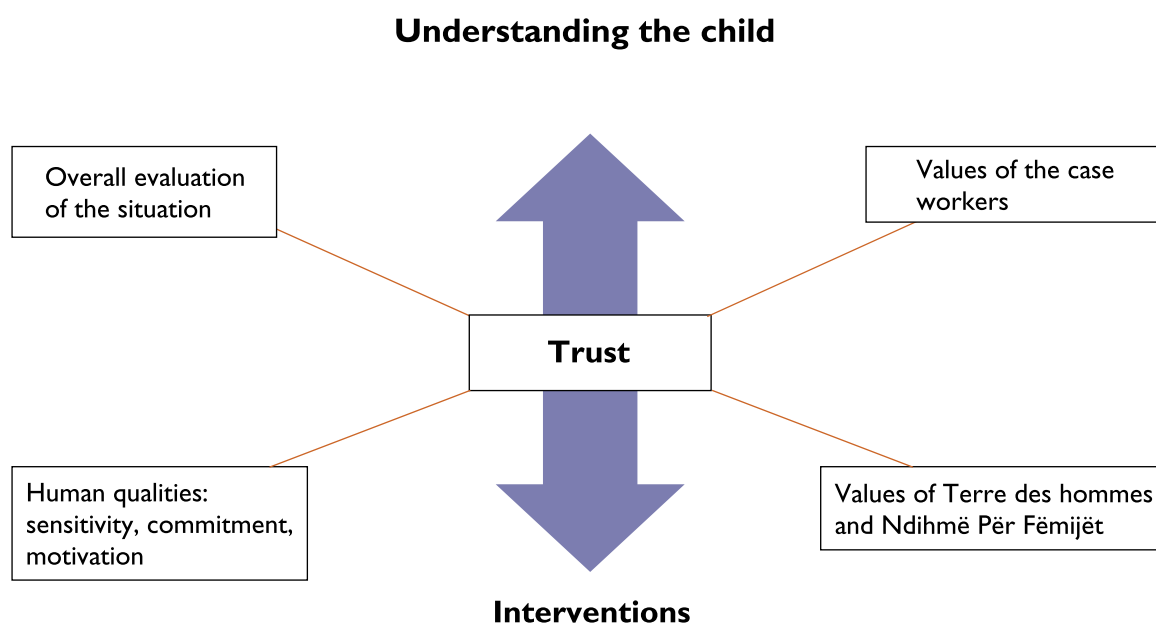 Understanding the child
Overall evaluation
of the situation
Values of the case
workers
Trust
Human qualities:
sensitivity, commitment,
motivation
Values of Terre des hommes
and Ndihmë Për Fëmijët
Interventions